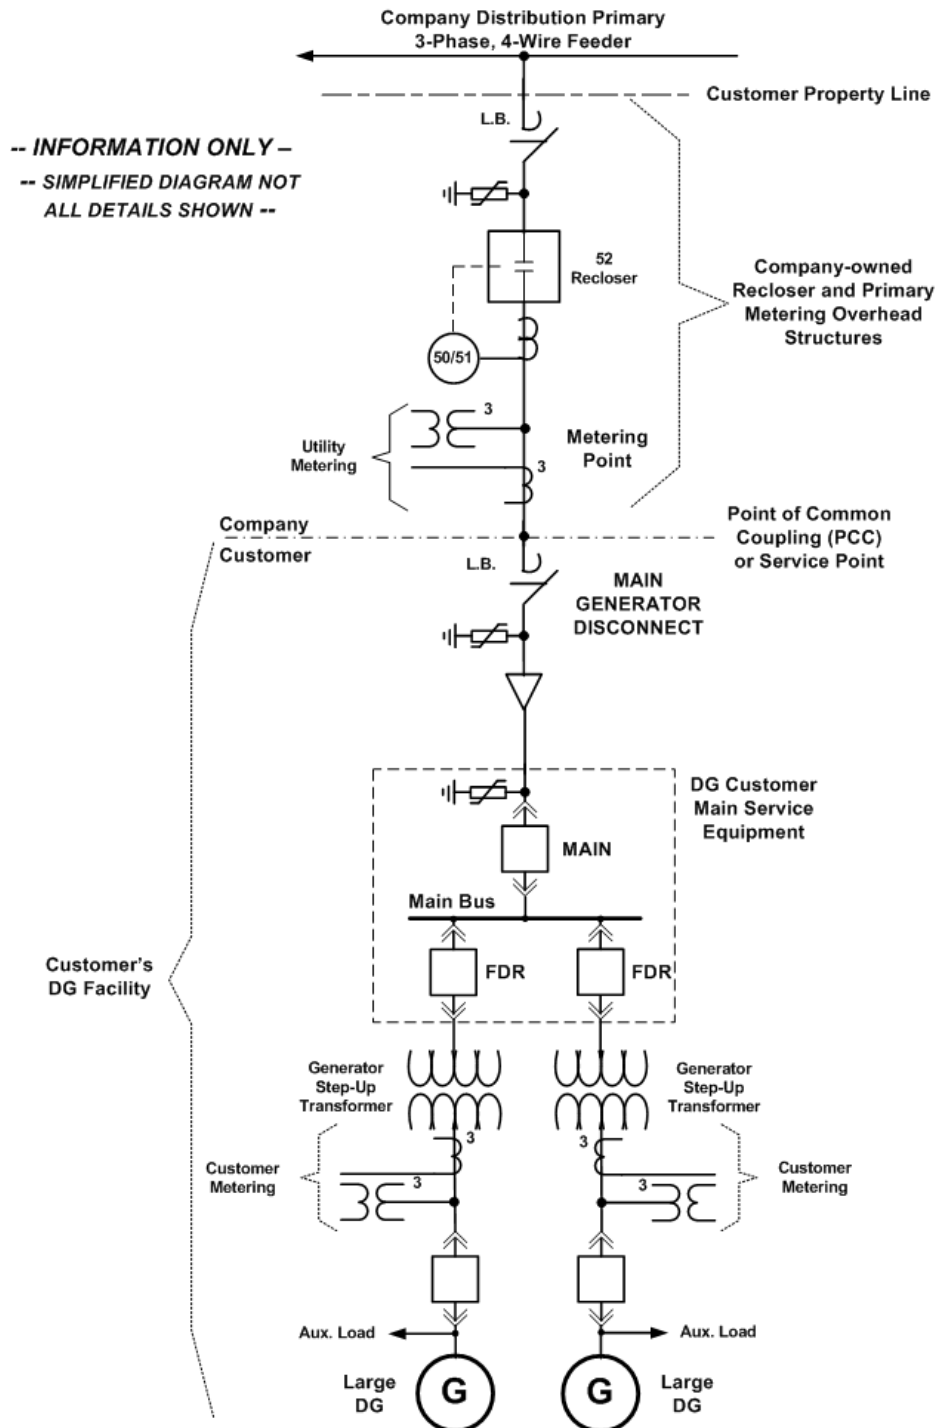 Company Distribution Primary
3-Phase, 4-Wire Feeder
Customer Property Line
L.B.
-- INFORMATION ONLY –
-- SIMPLIFIED DIAGRAM NOT
ALL DETAILS SHOWN --
52
Recloser
Company-owned
Recloser and Primary
Metering Overhead
Structures
50/51
3
Utility
Metering
Metering
Point
3
Company
Customer
Point of Common
Coupling (PCC)
or Service Point
L.B.
MAIN
GENERATOR
DISCONNECT
DG Customer
Main Service
Equipment
MAIN
Main Bus
FDR
FDR
Customer's
DG Facility
Generator
Step-Up
Transformer
Generator
Step-Up
Transformer
3
3
Customer
Metering
3
3
Customer
Metering
Aux. Load
Aux. Load
Large
DG
G
G
Large
DG